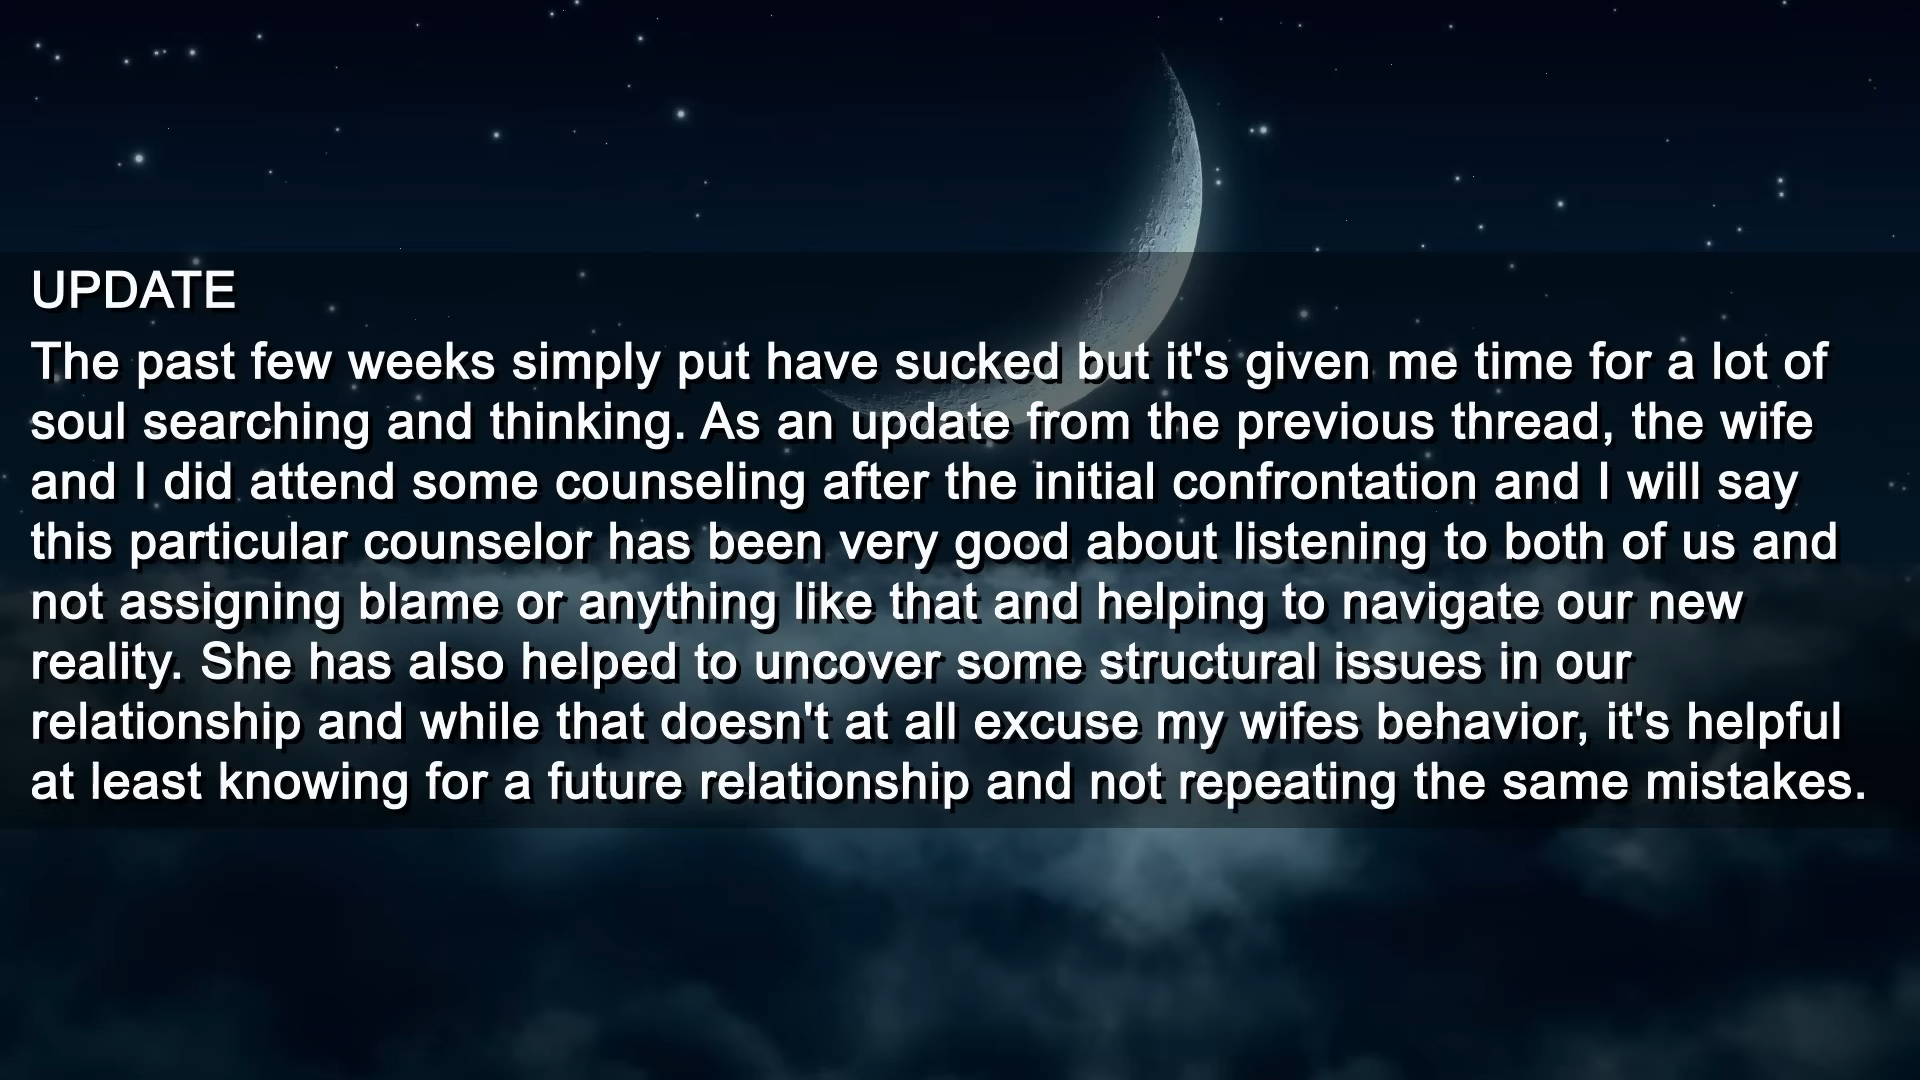 UPDATE
The past few weeks simply put have sucked but it's given me time for a lot of
soul searching and thinking. As an update from the previous thread, the wife
and I did attend some counseling after the initial confrontation and I will say
this particular counselor has been very good about listening to both of us and
not assigning blame or anything like that and helping to navigate our new
reality. She has also helped to uncover some structural issues in our
relationship and while that doesn't at all excuse my wifes behavior, it's helpful
at least knowing for a future relationship and not repeating the same mistakes.